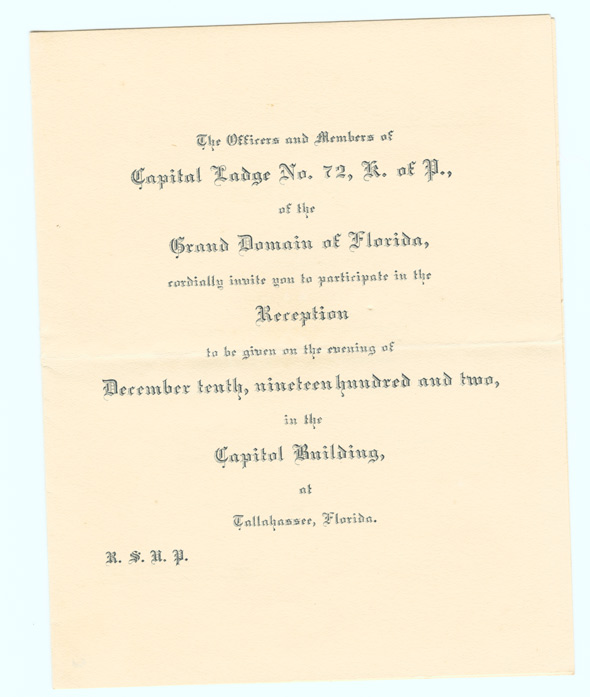 The Officers and Members of
Capital Lodge No. 72, K. of P.,
of the
Grand Domain of Florida,
cordially invite you to participate in the
Reception
to be given on the evening of
December tenth, nineteen hundred and two,
in the
Capitol Building,
at
Tallahassee, Florida.
R. S. V. P.